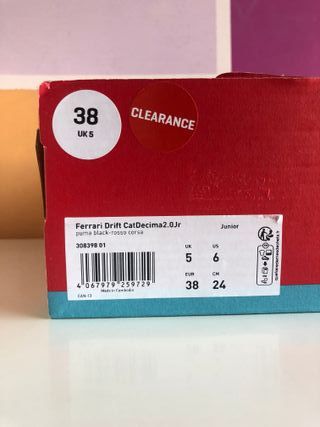 38
UK 5
CLEARANCE
Ferrari Drift CatDecima2.0Jr
Junior
puma black-rosso corsa
308398 01
UK US
5 6
EUR CM
38 24
4 067979 259729
Made in Cambodia
EAN-13